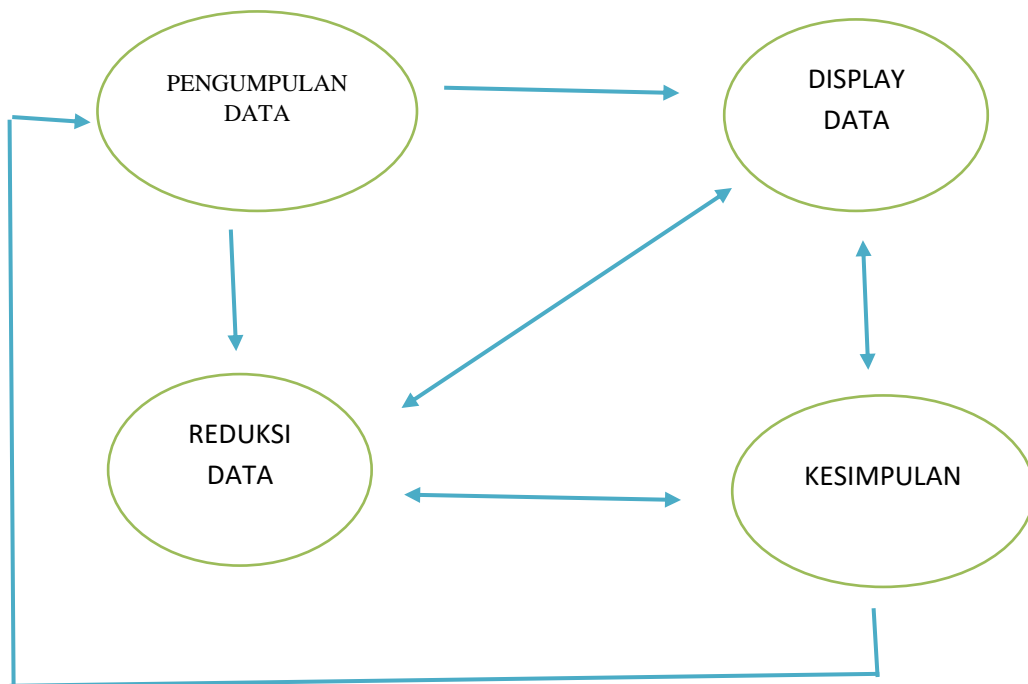 PENGUMPULAN
DATA
DISPLAY
DATA
REDUKSI
DATA
KESIMPULAN